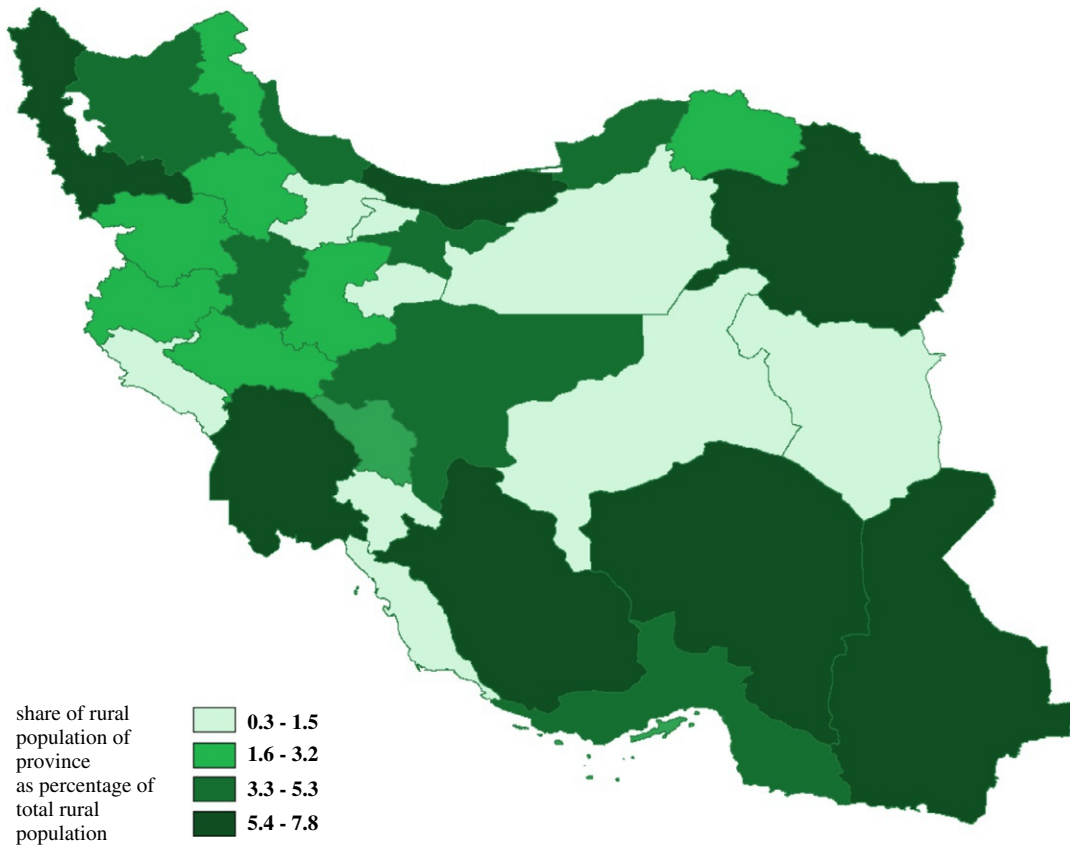 share of rural
population of
province
as percentage of
total rural
population
0.3 - 1.5
1.6 - 3.2
3.3 - 5.3
5.4 - 7.8